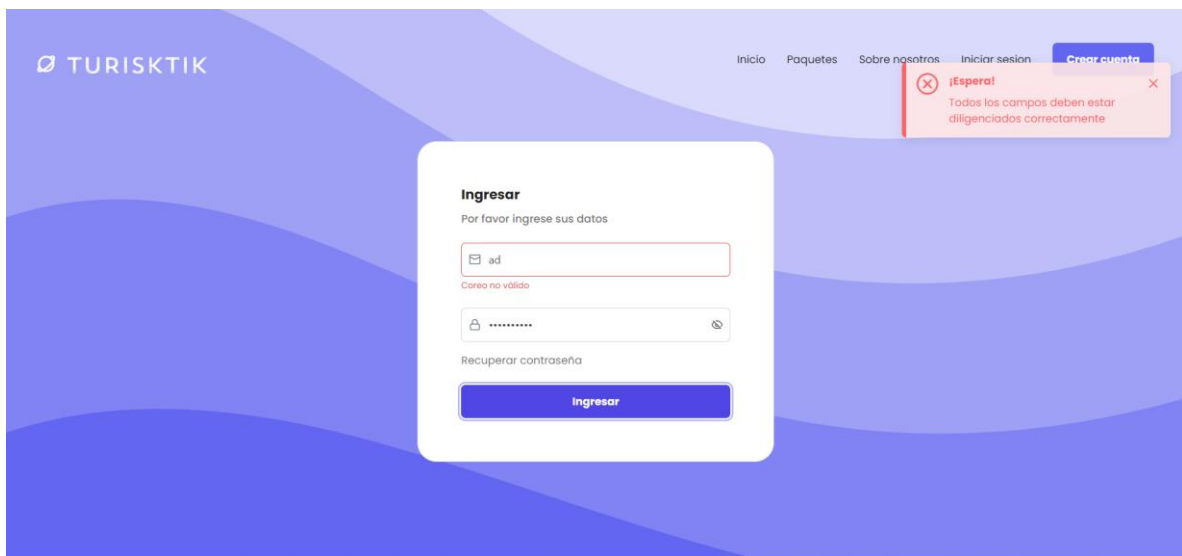 TURISKTIK
Inicio Paquetes Sobre nosotros Iniciar sesion Crear cuenta
¡Espera!
Todos los campos deben estar
diligenciados correctamente
Ingresar
Por favor ingrese sus datos
ad
Coreo no válido
••••••••••
Recuperar contraseña
Ingresar